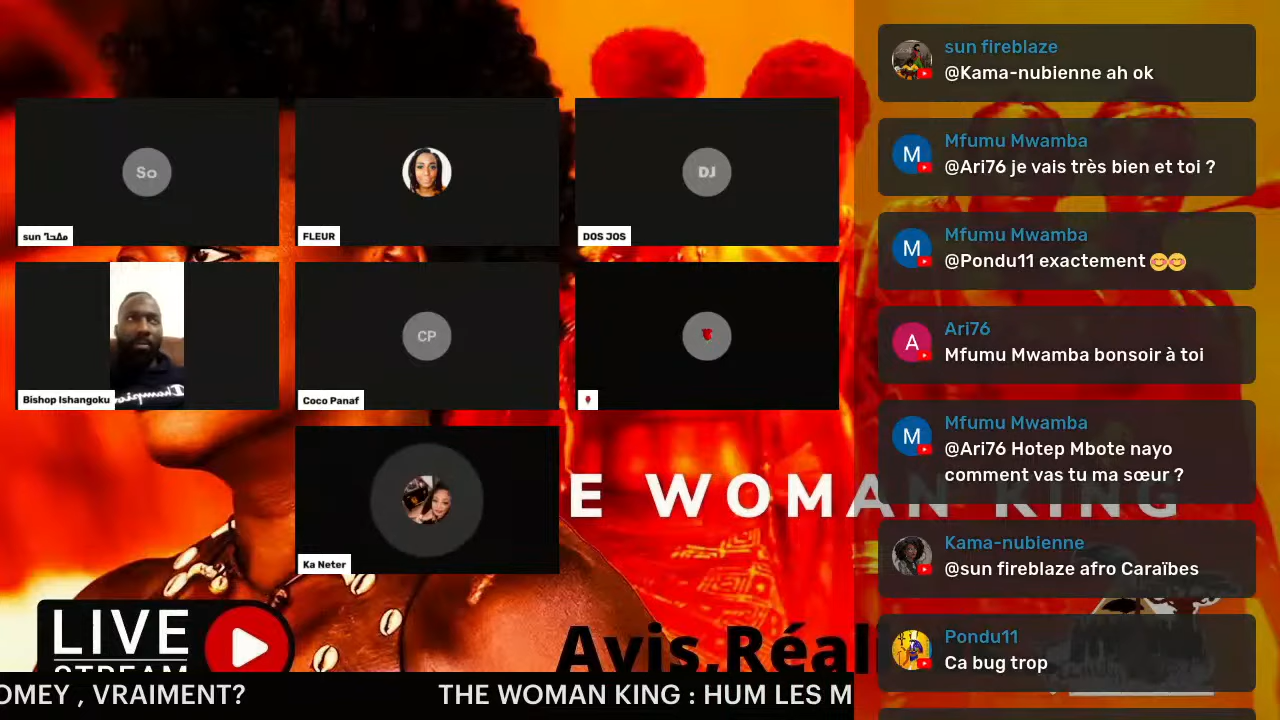 So
sun
FLEUR
DJ
DOS JOS
Bishop Ishangoku
CP
Coco Panaf
Ka Neter
E WOMAN KING
LIVE
STREAM
Avis,Réali
OMEY , VRAIMENT?
THE WOMAN KING : HUM LES M
sun fireblaze
@Kama-nubienne ah ok
M
Mfumu Mwamba
@Ari76 je vais très bien et toi ?
M
Mfumu Mwamba
@Pondu11 exactement 😊😊
A
Ari76
Mfumu Mwamba bonsoir à toi
M
Mfumu Mwamba
@Ari76 Hotep Mbote nayo
comment vas tu ma sœur ?
Kama-nubienne
@sun fireblaze afro Caraïbes
Pondu11
Ca bug trop